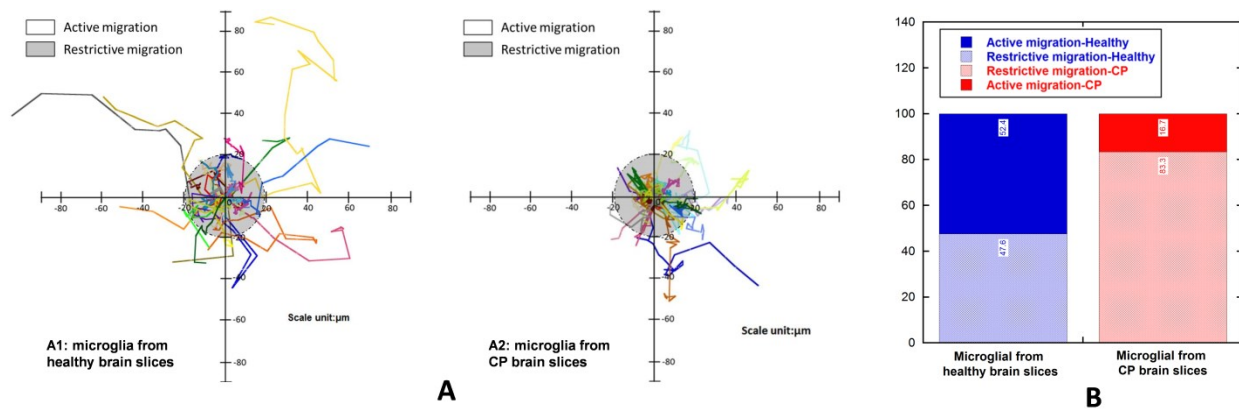 Active migration
Restrictive migration
80
60
40
20
-80
-60
-40
-20
0
20
40
60
80
-20
-40
-60
-80
Scale unit:μm
A1: microglia from
healthy brain slices
Active migration
Restrictive migration
80
60
40
20
-80
-60
-40
-20
0
20
40
60
80
-20
-40
-60
-80
Scale unit:μm
A2: microglia from
CP brain slices
A
140
120
100
80
60
40
20
0
Active migration-Healthy
Restrictive migration-Healthy
Restrictive migration-CP
Active migration-CP
52.4
47.6
16.7
83.3
Microglial from
healthy brain slices
Microglial from
CP brain slices
B